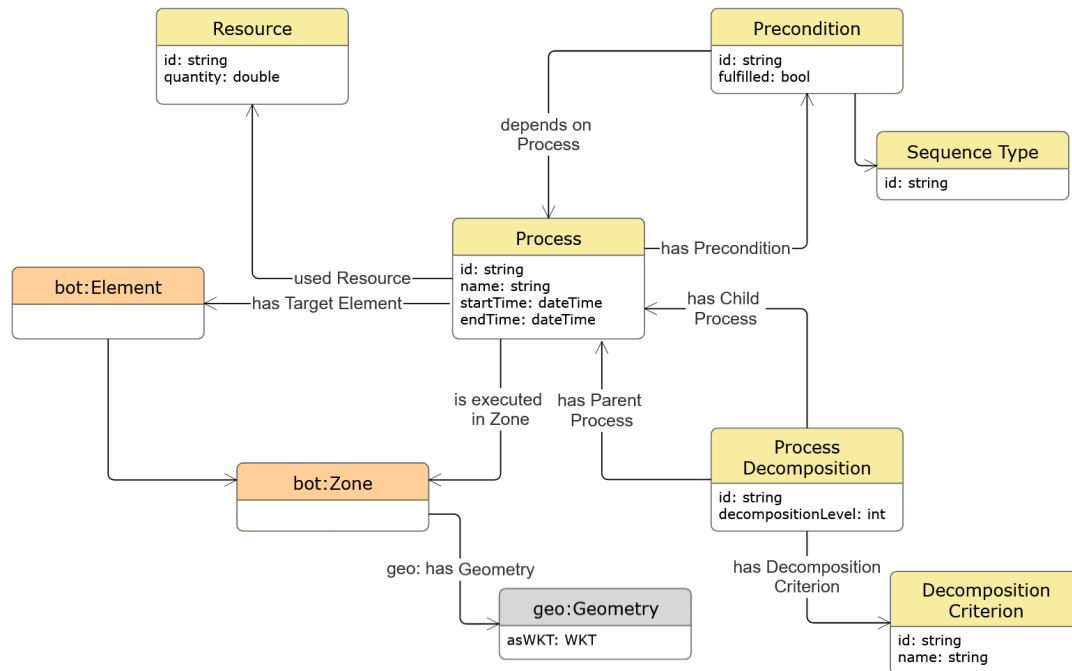 Resource
id: string
quantity: double
Precondition
id: string
fulfilled: bool
depends on
Process
Sequence Type
id: string
Process
id: string
name: string
startTime: dateTime
endTime: dateTime
has Precondition
used Resource
has Target Element
bot:Element
has Child
Process
is executed
in Zone
has Parent
Process
Process
Decomposition
id: string
decompositionLevel: int
bot:Zone
geo: has Geometry
has Decomposition
Criterion
geo:Geometry
asWKT: WKT
Decomposition
Criterion
id: string
name: string